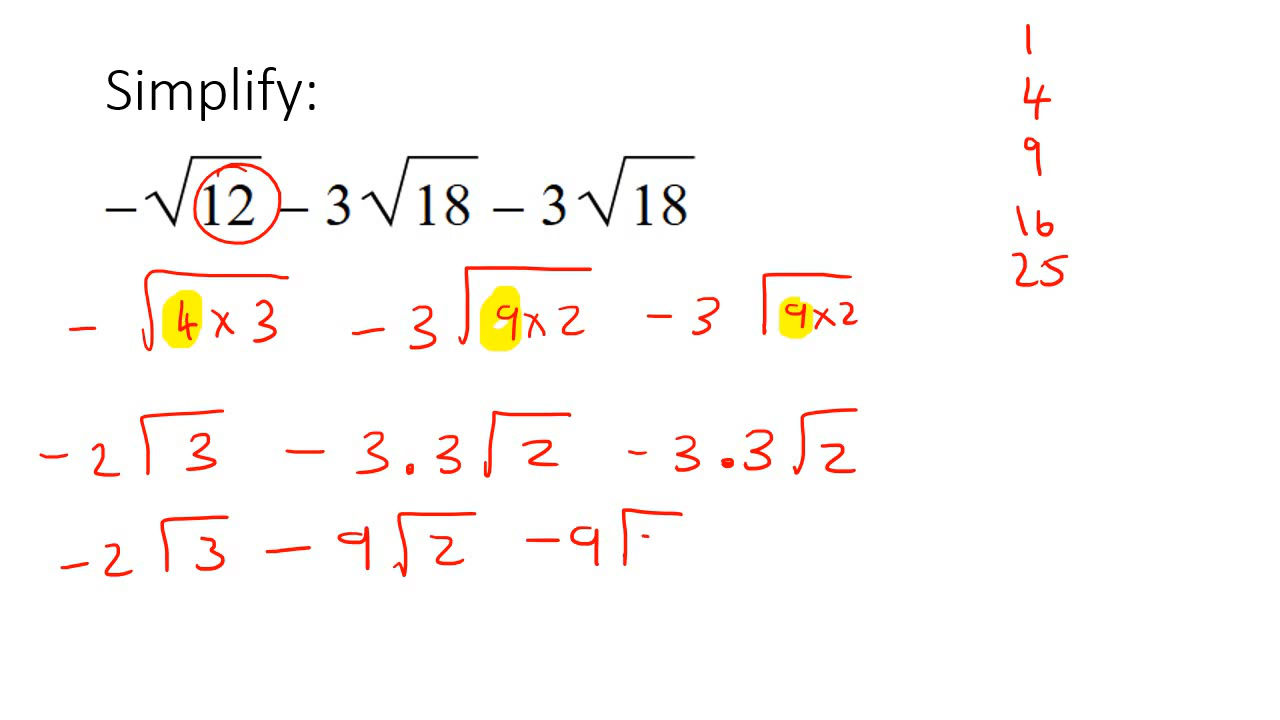 Simplify:
−√12 − 3√18 − 3√18
− √4 × 3 − 3 √9 × 2 − 3 √9 × 2
− 2 √3 − 3 . 3 √2 − 3 . 3 √2
− 2 √3 − 9 √2 − 9 √
1
4
9
16
25